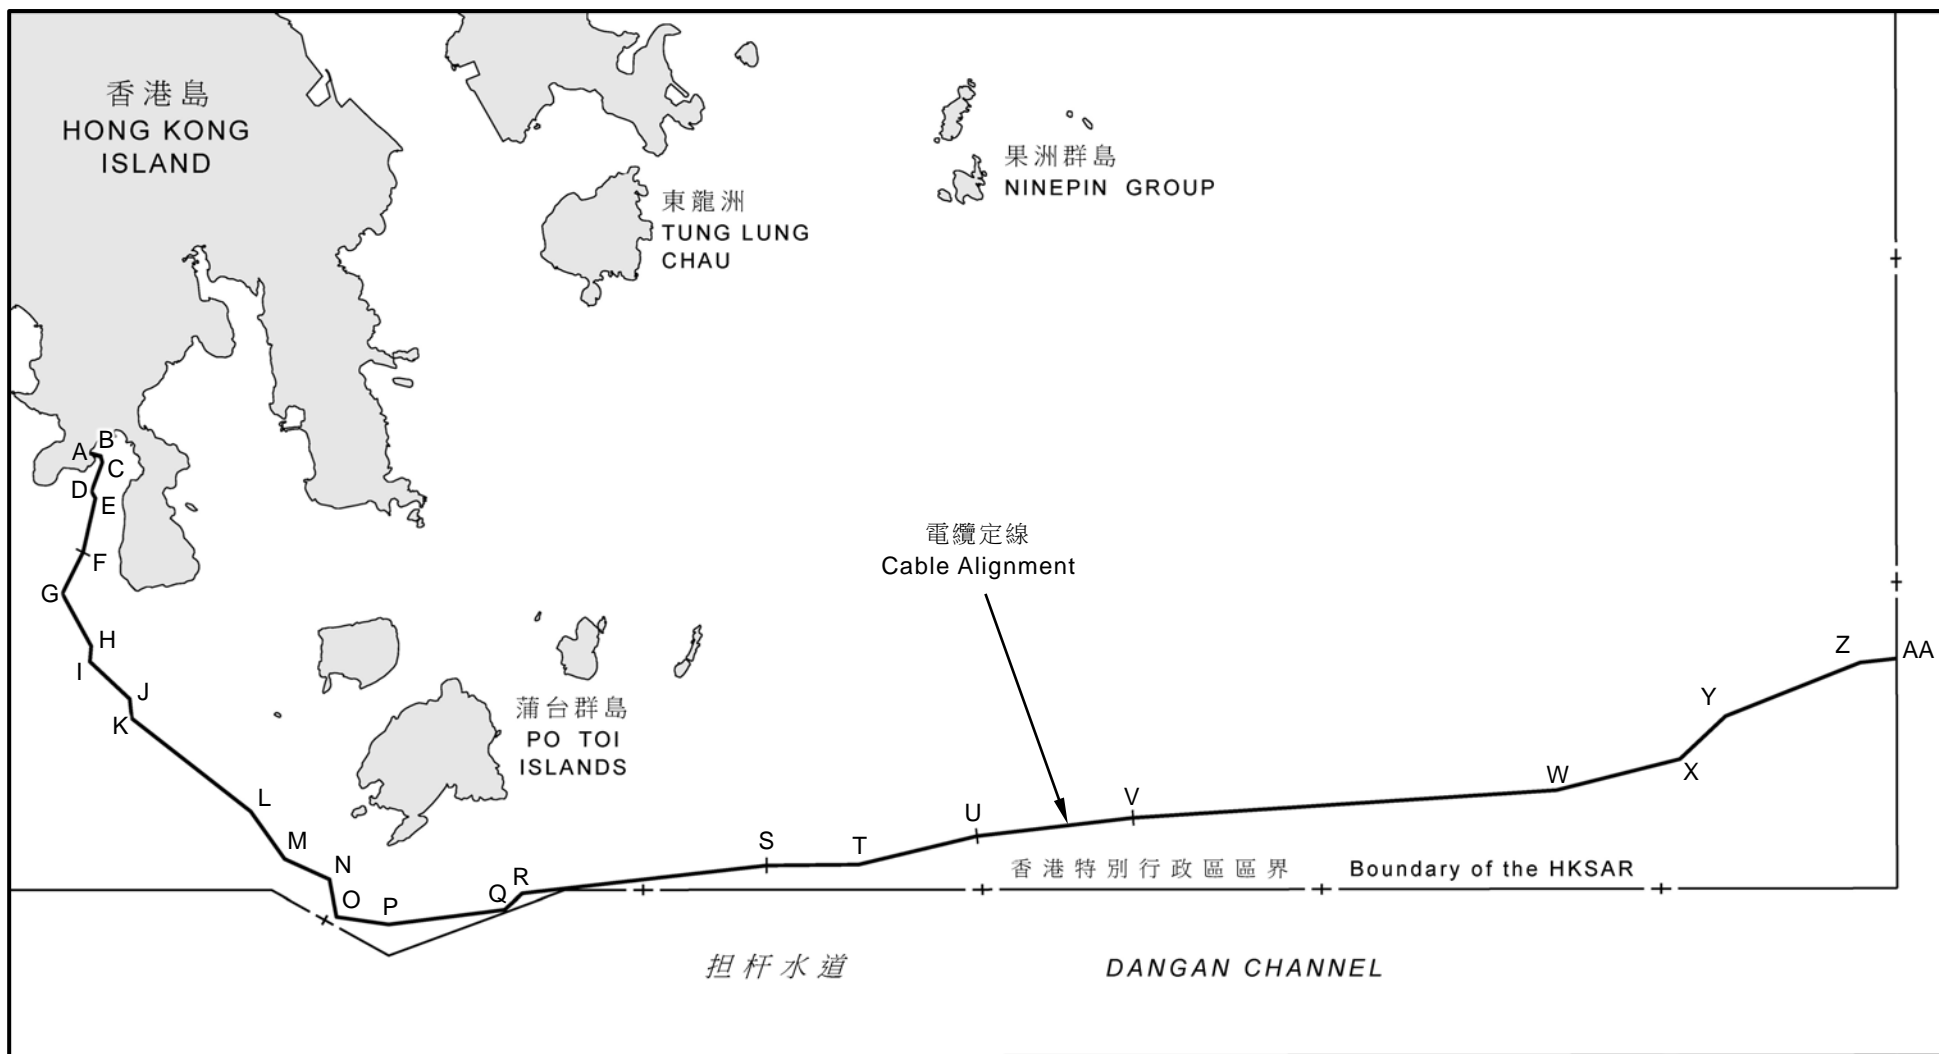 香港島
HONG KONG
ISLAND
果洲群島
NINEPIN GROUP
東龍洲
TUNG LUNG
CHAU
A
B
C
D
E
F
G
H
I
J
K
L
M
N
O
P
Q
R
S
T
U
V
W
X
Y
Z
AA
電纜定線
Cable Alignment
蒲台群島
PO TOI
ISLANDS
香港特別行政區區界 Boundary of the HKSAR
担杆水道 DANGAN CHANNEL